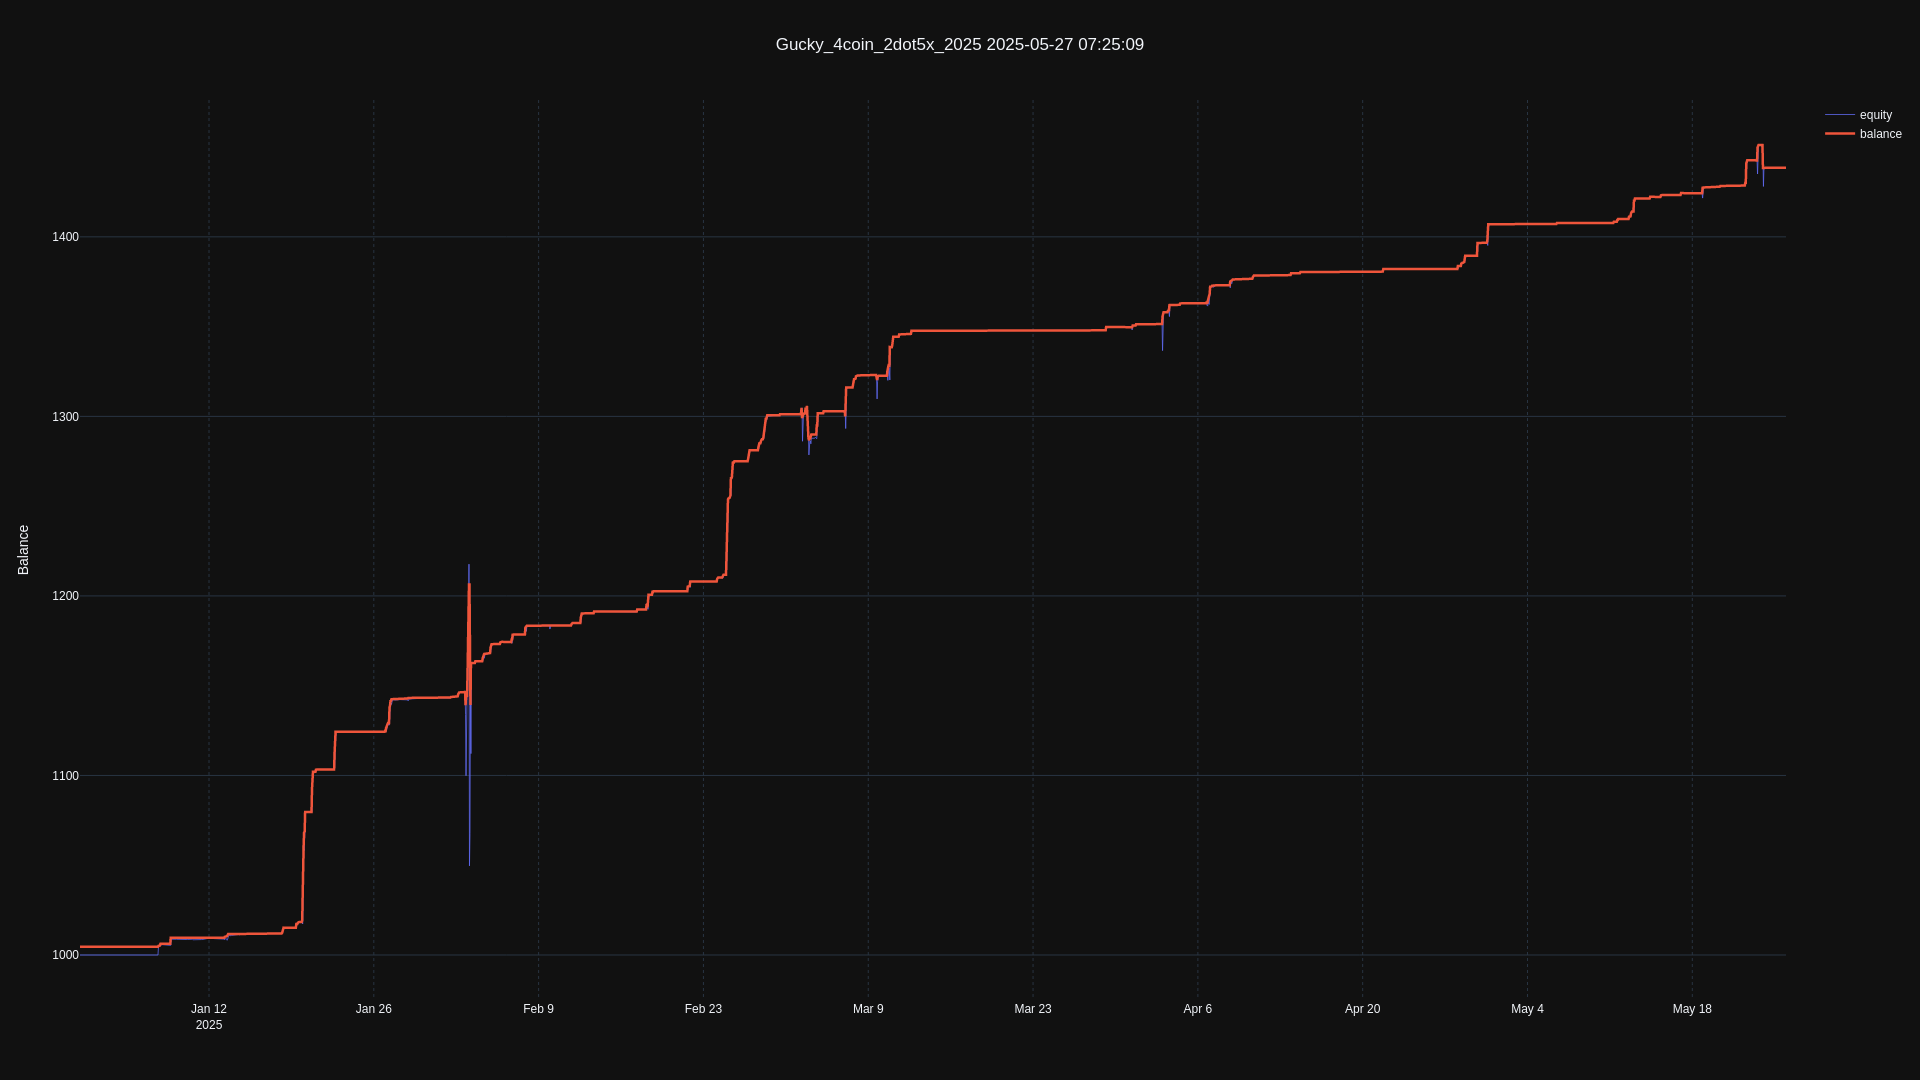 Gucky_4coin_2dot5x_2025 2025-05-27 07:25:09
equity
balance
Balance
1400
1300
1200
1100
1000
Jan 12
2025
Jan 26
Feb 9
Feb 23
Mar 9
Mar 23
Apr 6
Apr 20
May 4
May 18